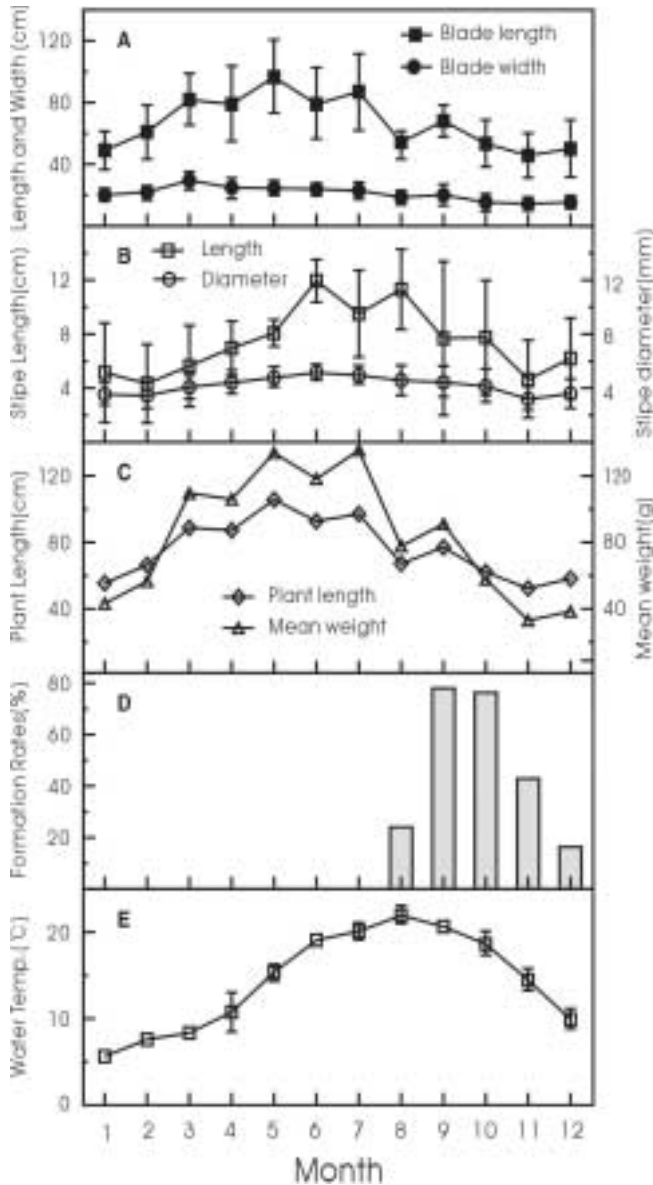 A
Blade length
Blade width
Length and Width (cm)
120
80
40
B
Length
Diameter
Stipe Length(cm)
12
8
4
Stipe diameter(mm)
12
8
4
C
Plant length
Mean weight
Plant Length(cm)
120
80
40
Mean weight(g)
120
80
40
D
Formation Rates(%)
80
60
40
20
E
Water Temp.(℃)
20
10
0
1 2 3 4 5 6 7 8 9 10 11 12
Month